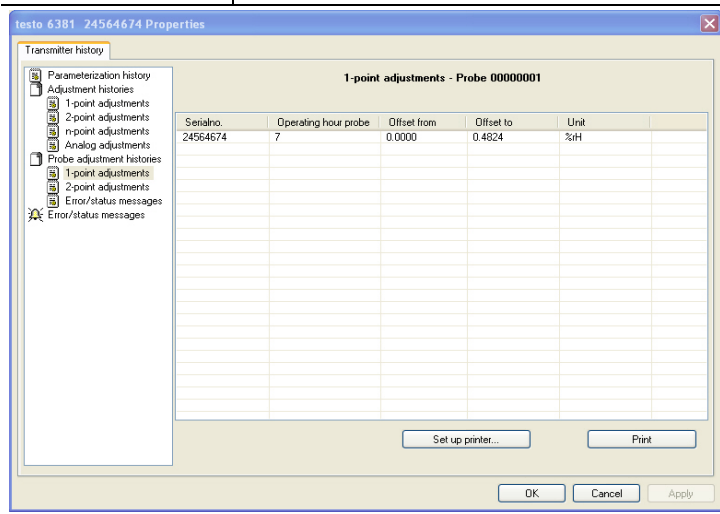 testo 6381 24564674 Properties
Transmitter history
Parameterization history
Adjustment histories
1-point adjustments
2-point adjustments
n-point adjustments
Analog adjustments
Probe adjustment histories
1-point adjustments
2-point adjustments
Error/status messages
Error/status messages
1-point adjustments - Probe 00000001
Serialno. Operating hour probe Offset from Offset to Unit
24564674 7 0.0000 0.4824 %rH
Set up printer... Print
OK Cancel Apply